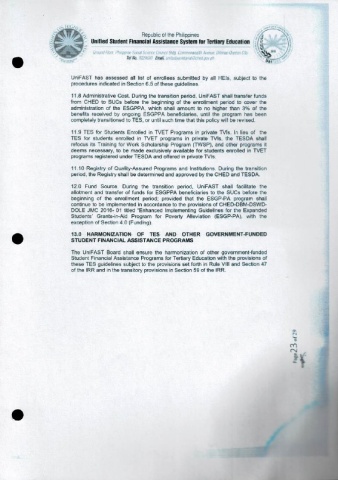 Republic of the Philippines
Unified Student Financial Assistance System for Tertiary Education
UniFAST has assessed all list of enrollees submitted by all HEIs, subject to the
procedures indicated in Section 6.5 of these guidelines.
11.8 Administrative Cost. During the transition period, UniFAST shall transfer funds
from CHED to SUCs before the beginning of the enrollment period to cover the
administration of the ESGPPA, which shall amount to no higher than 3% of the
benefits received by ongoing ESGPPA beneficiaries, until the program has been
completely transitioned to TES, or until such time that this policy will be revised.
11.9 TES for Students Enrolled in TVET Programs in private TVIs. In lieu of the
TES for students enrolled in TVET programs in private TVIs, the TESDA shall
refocus its Training for Work Scholarship Program (TWSP), and other programs it
deems necessary, to be made exclusively available for students enrolled in TVET
programs registered under TESDA and offered in private TVIs.
11.10 Registry of Quality-Assured Programs and Institutions. During the transition
period, the Registry shall be determined and approved by the CHED and TESDA.
12.0 Fund Source. During the transition period, UniFAST shall facilitate the
allotment and transfer of funds for ESGPPA beneficiaries to the SUCs before the
beginning of the enrollment period; provided that the ESGP-PA program shall
continue to be implemented in accordance to the provisions of CHED-DBM-DSWD-
DOLE JMC 2016- 01 titled "Enhanced Implementing Guidelines for the Expanded
Students' Grants-in-Aid Program for Poverty Alleviation (ESGP-PA), with the
exception of Section 4.0 (Funding).
13.0 HARMONIZATION OF TES AND OTHER GOVERNMENT-FUNDED
STUDENT FINANCIAL ASSISTANCE PROGRAMS
The UniFAST Board shall ensure the harmonization of other government-funded
Student Financial Assistance Programs for Tertiary Education with the provisions of
these TES guidelines subject to the provisions set forth in Rule VIII and Section 47
of the IRR and in the transitory provisions in Section 59 of the IRR.
Page 23 of 29